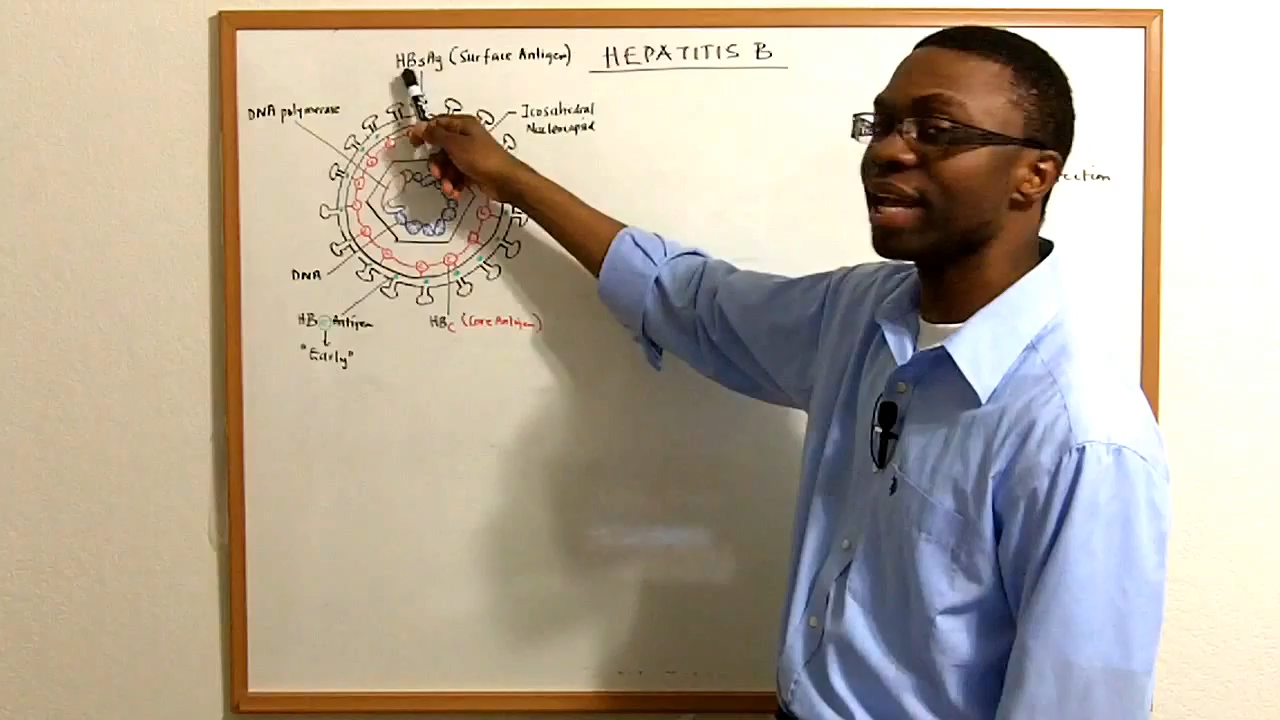 HBsAg (Surface Antigen)
HEPATITIS B
DNA polymerase
Icosahedral
Nucleocapsid
DNA
HBe Antigen
"Early"
HBC (Core Antigen)